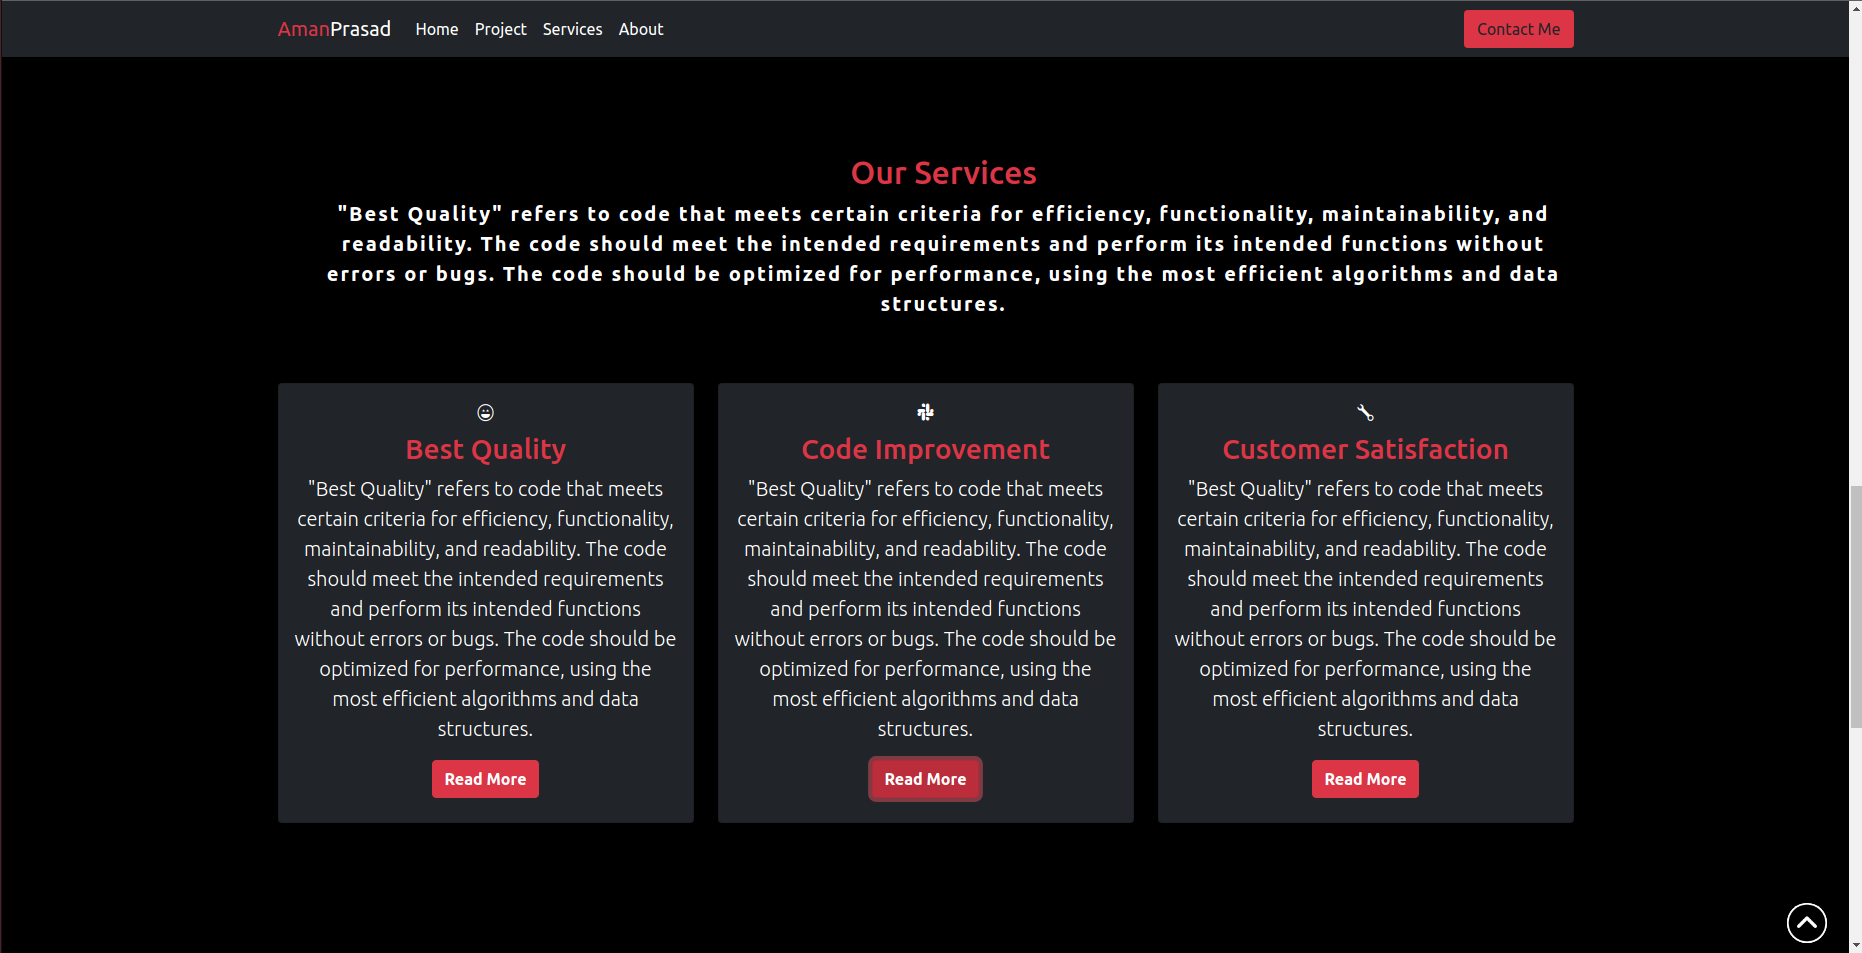 AmanPrasad Home Project Services About Contact Me
Our Services
"Best Quality" refers to code that meets certain criteria for efficiency, functionality, maintainability, and
readability. The code should meet the intended requirements and perform its intended functions without
errors or bugs. The code should be optimized for performance, using the most efficient algorithms and data
structures.
Best Quality
"Best Quality" refers to code that meets
certain criteria for efficiency, functionality,
maintainability, and readability. The code
should meet the intended requirements
and perform its intended functions
without errors or bugs. The code should be
optimized for performance, using the
most efficient algorithms and data
structures.
Read More
Code Improvement
"Best Quality" refers to code that meets
certain criteria for efficiency, functionality,
maintainability, and readability. The code
should meet the intended requirements
and perform its intended functions
without errors or bugs. The code should be
optimized for performance, using the
most efficient algorithms and data
structures.
Read More
Customer Satisfaction
"Best Quality" refers to code that meets
certain criteria for efficiency, functionality,
maintainability, and readability. The code
should meet the intended requirements
and perform its intended functions
without errors or bugs. The code should be
optimized for performance, using the
most efficient algorithms and data
structures.
Read More